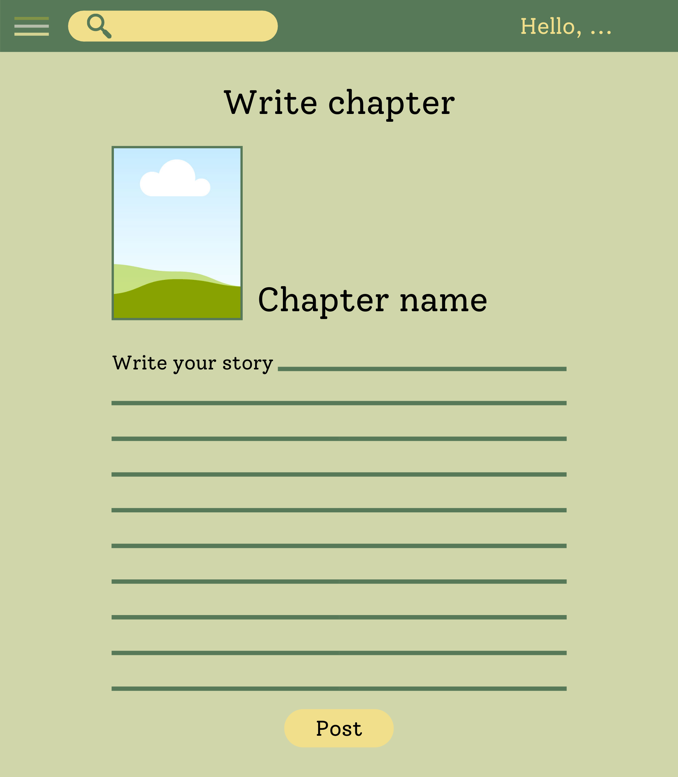 Hello, ...
Write chapter
Chapter name
Write your story
Post